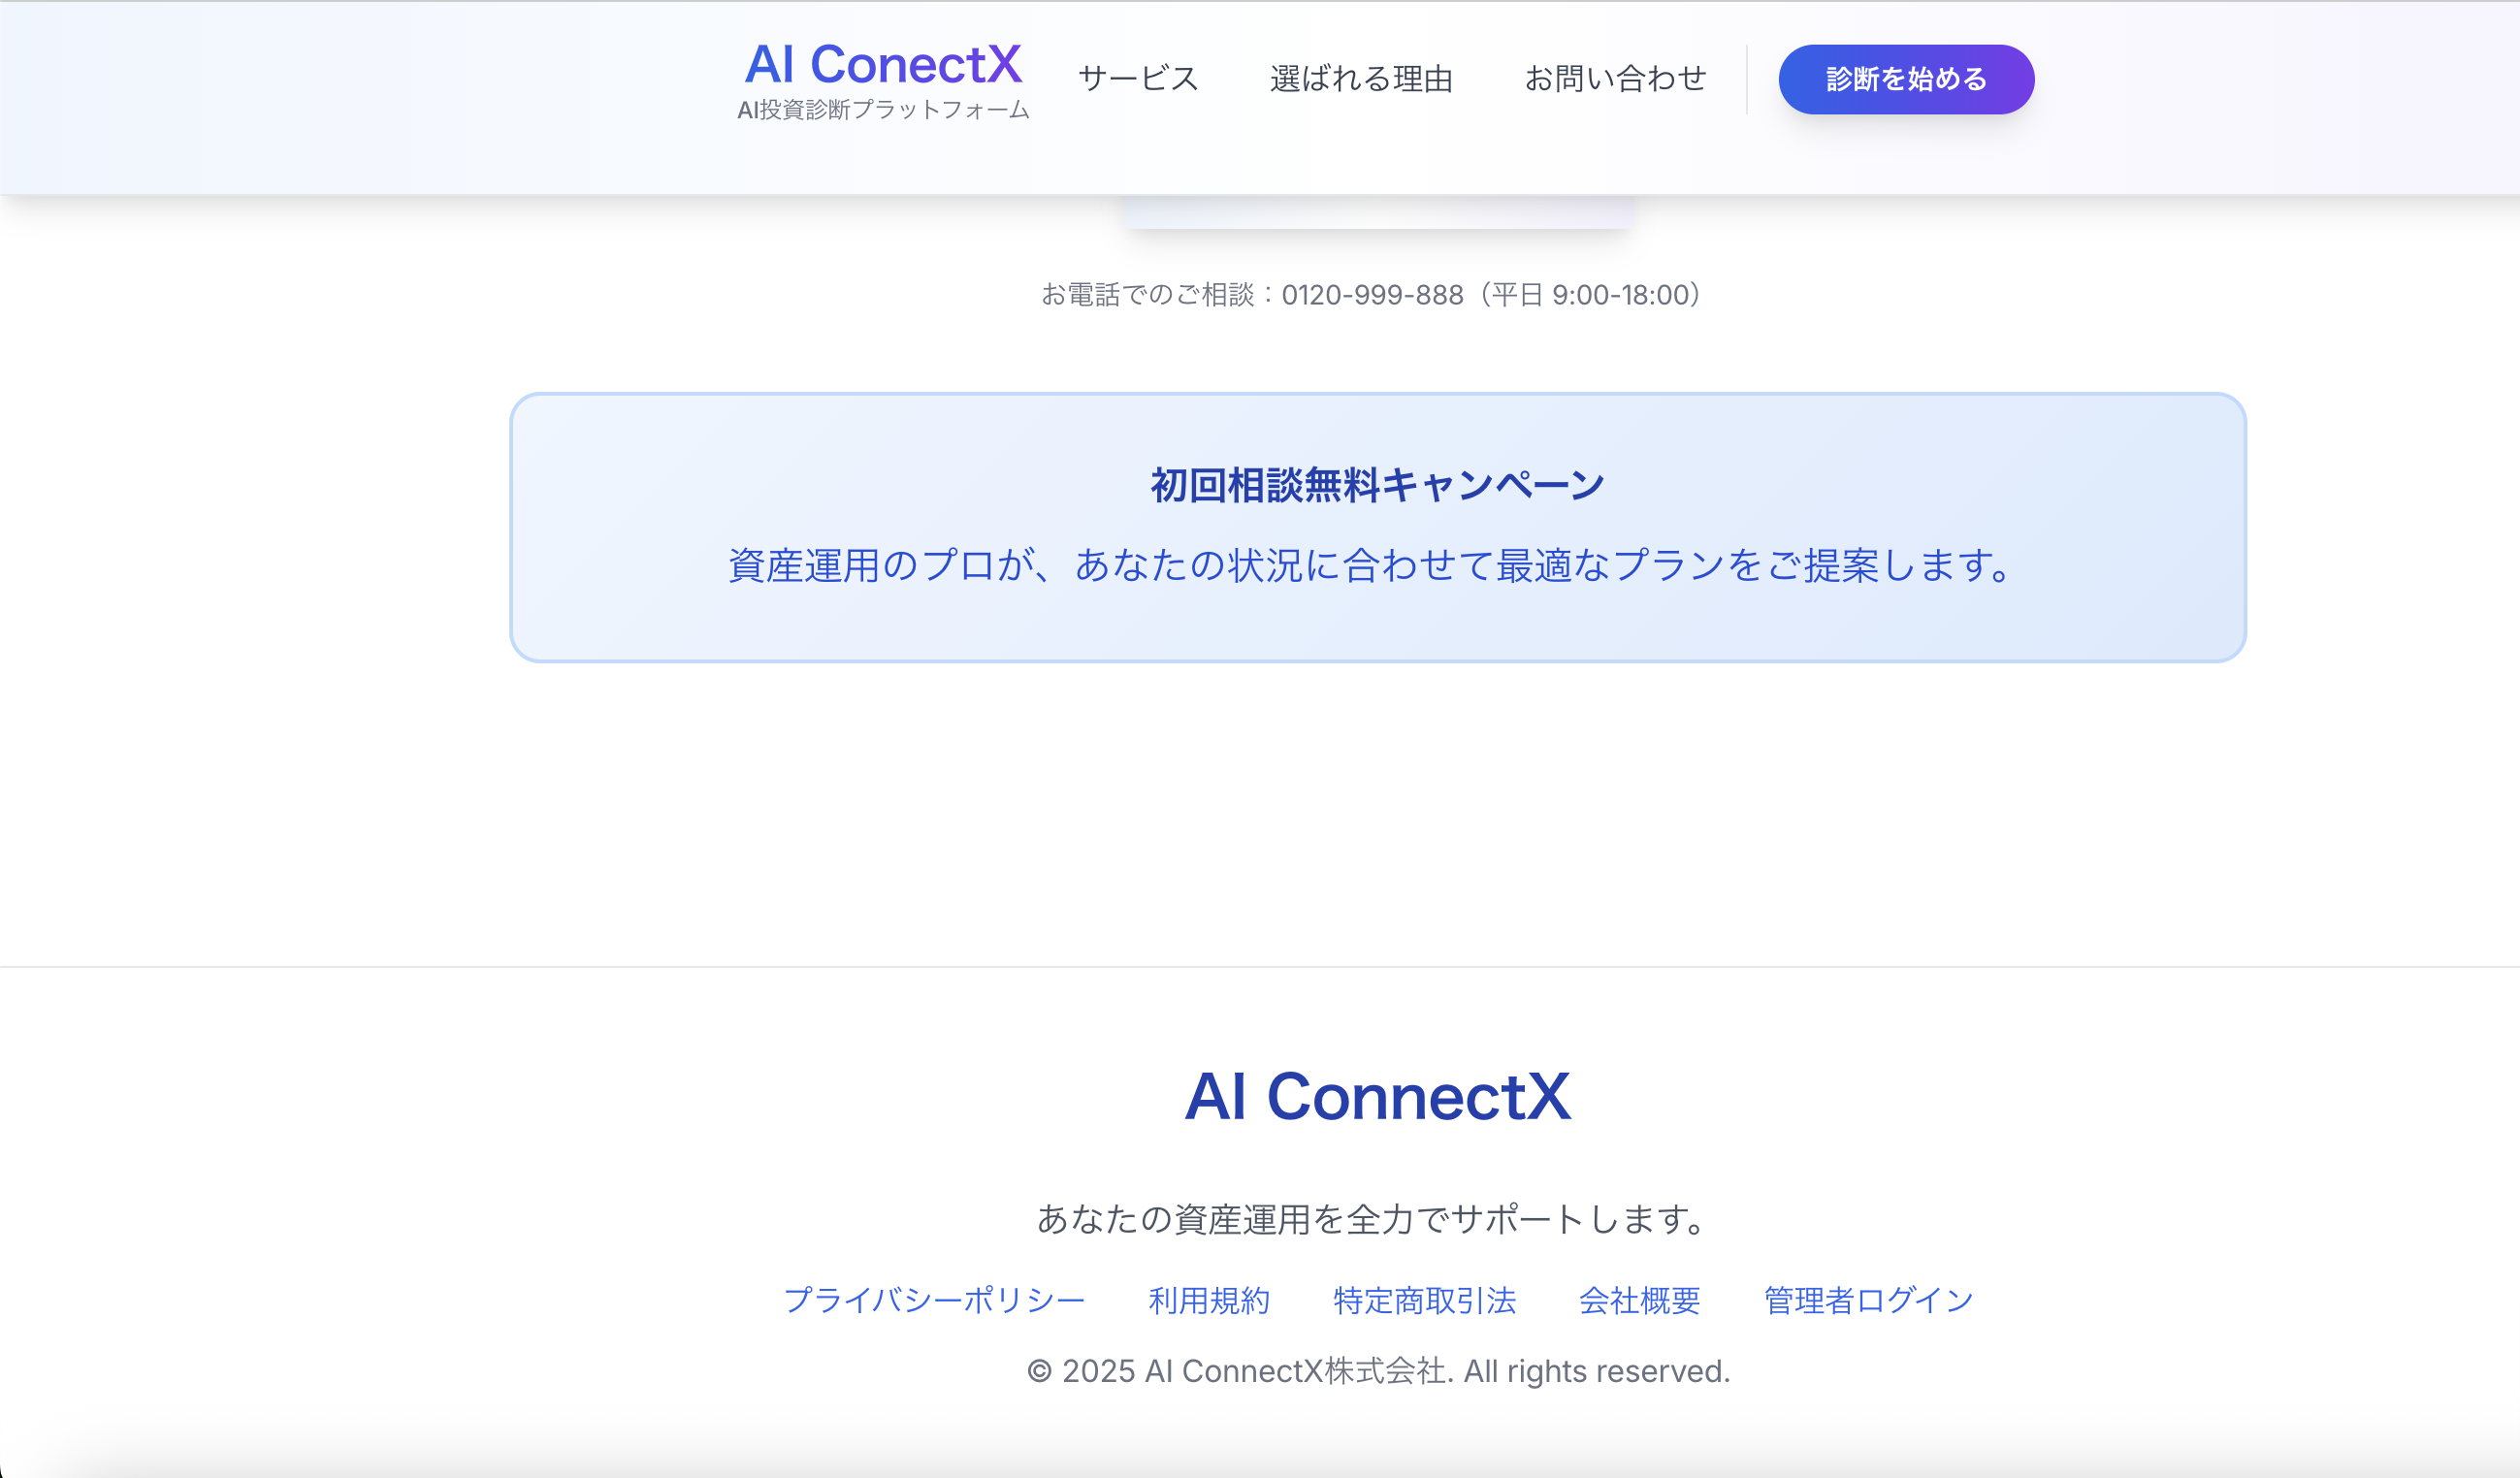 AI ConectX
AI投資診断プラットフォーム
サービス
選ばれる理由
お問い合わせ
診断を始める
お電話でのご相談：0120-999-888（平日 9:00-18:00）
初回相談無料キャンペーン
資産運用のプロが、あなたの状況に合わせて最適なプランをご提案します。
AI ConnectX
あなたの資産運用を全力でサポートします。
プライバシーポリシー 利用規約 特定商取引法 会社概要 管理者ログイン
© 2025 AI ConnectX株式会社. All rights reserved.